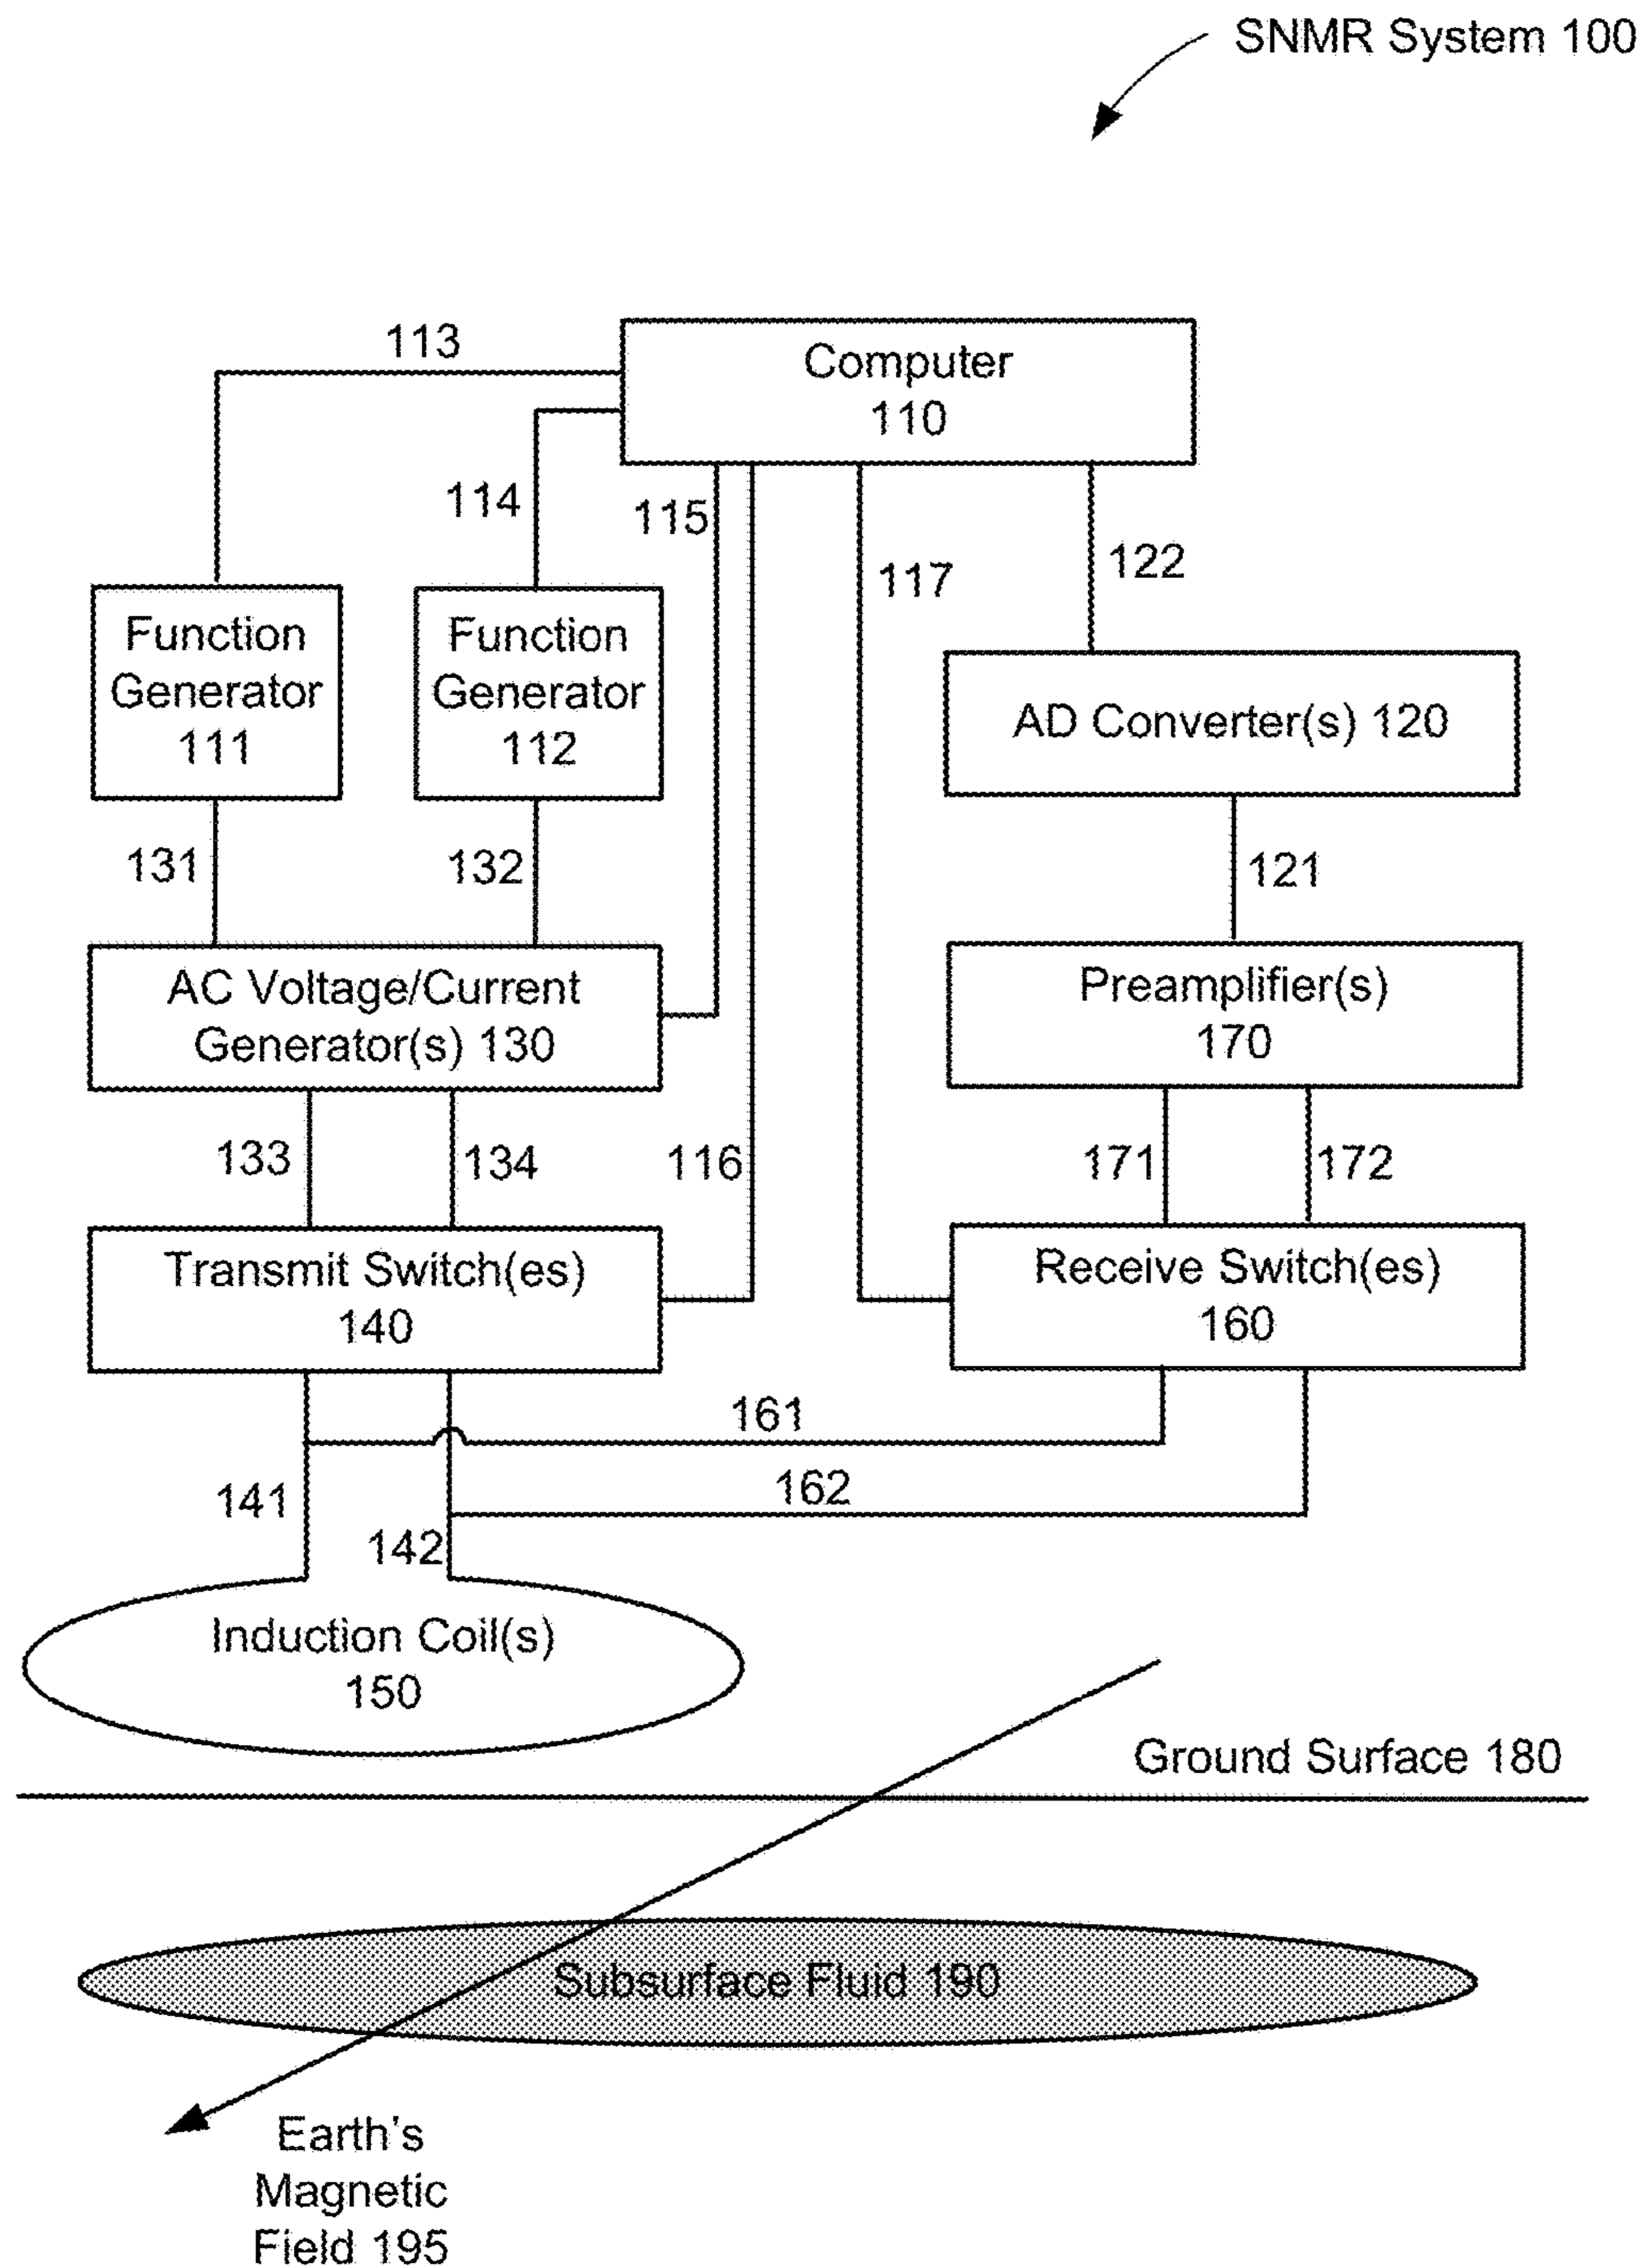 SNMR System 100
113
Computer
110
114
115
117
122
Function
Generator
111
Function
Generator
112
AD Converter(s) 120
131
132
121
AC Voltage/Current
Generator(s) 130
Preamplifier(s)
170
133
134
116
171
172
Transmit Switch(es)
140
Receive Switch(es)
160
161
141
162
142
Induction Coil(s)
150
Ground Surface 180
Subsurface Fluid 190
Earth's
Magnetic
Field 195